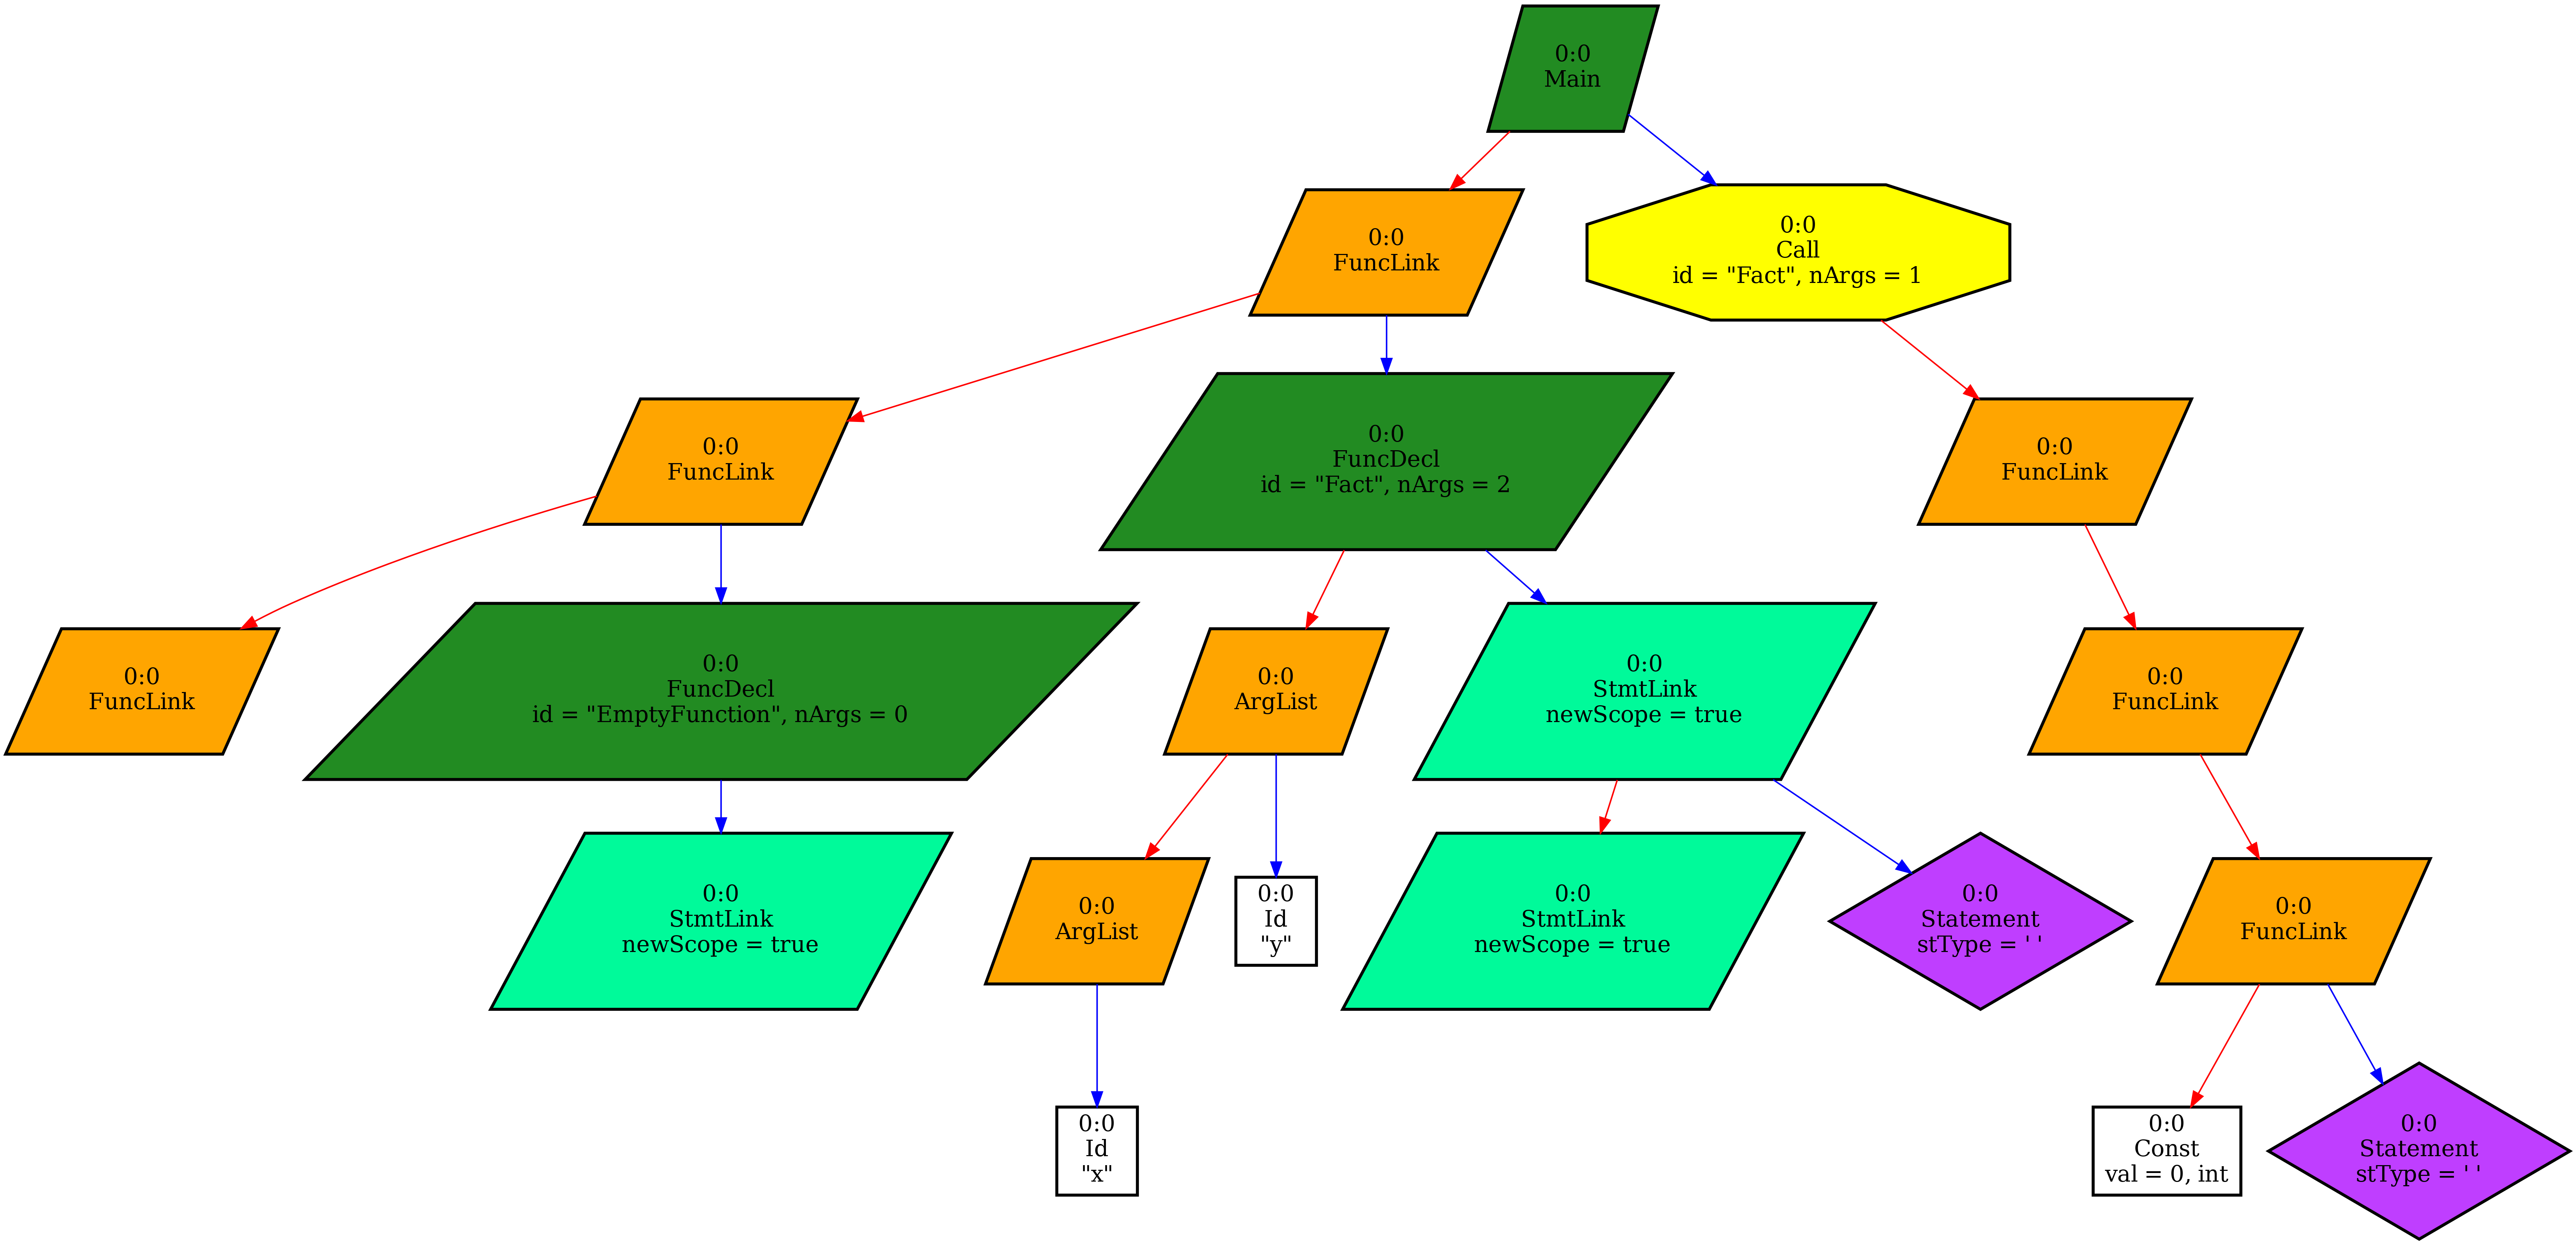 0:0
Main
0:0
FuncLink
0:0
Call
id = "Fact", nArgs = 1
0:0
FuncLink
0:0
FuncDecl
id = "Fact", nArgs = 2
0:0
FuncLink
0:0
FuncLink
0:0
FuncDecl
id = "EmptyFunction", nArgs = 0
0:0
ArgList
0:0
StmtLink
newScope = true
0:0
FuncLink
0:0
StmtLink
newScope = true
0:0
ArgList
0:0
Id
"y"
0:0
StmtLink
newScope = true
0:0
Statement
stType = ' '
0:0
FuncLink
0:0
Id
"x"
0:0
Const
val = 0, int
0:0
Statement
stType = ' '